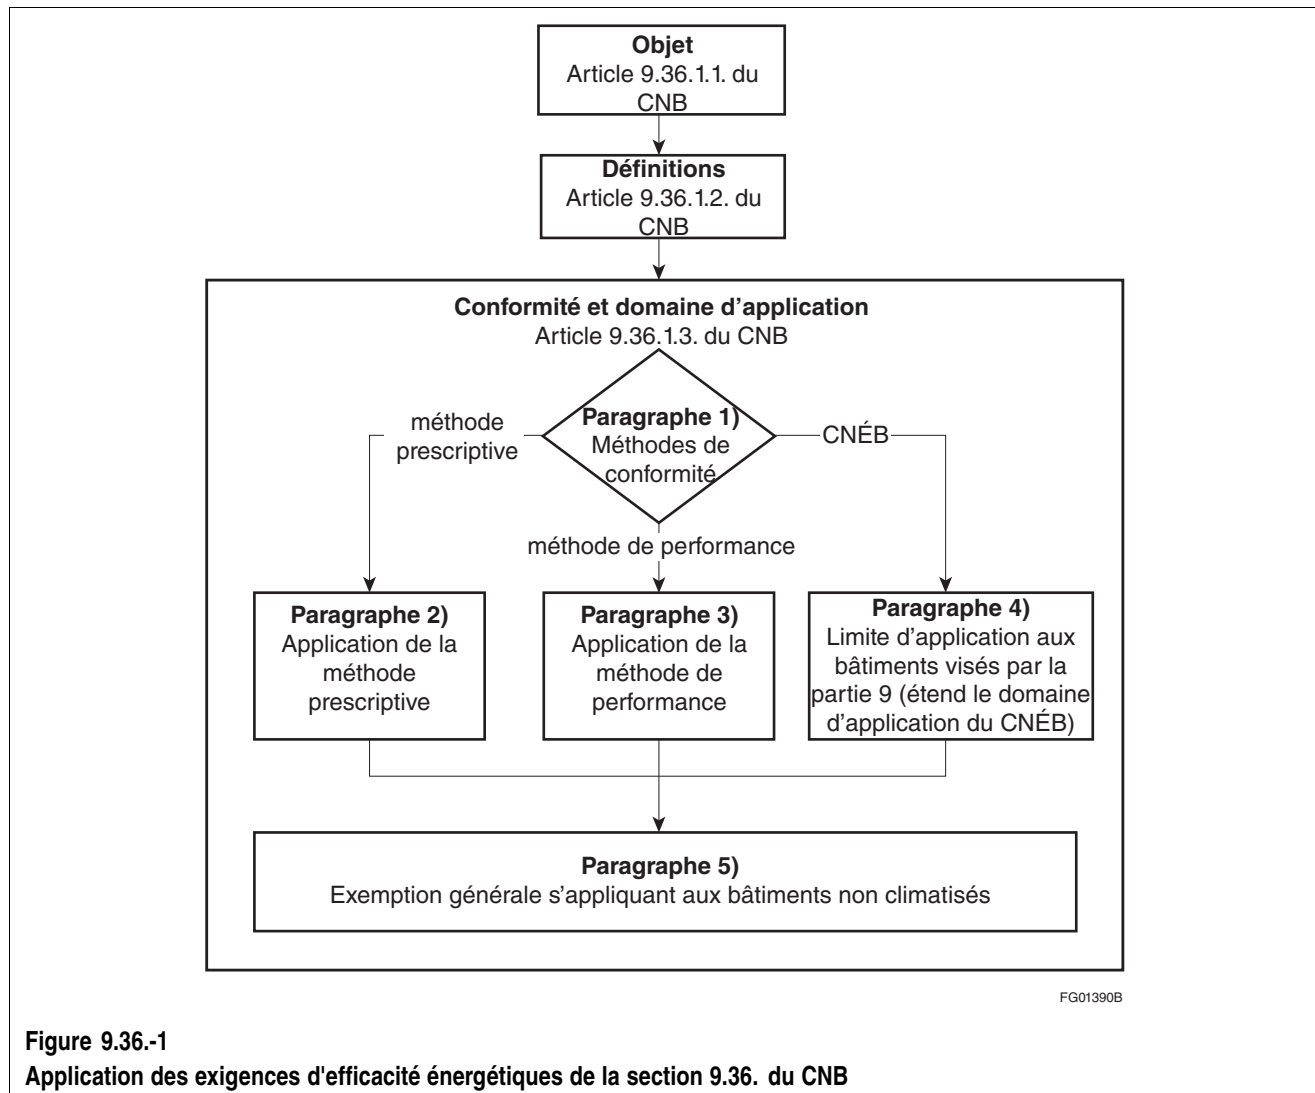 Objet
Article 9.36.1.1. du
CNB
Définitions
Article 9.36.1.2. du
CNB
Conformité et domaine d’application
Article 9.36.1.3. du CNB
Paragraphe 1)
Méthodes de
conformité
méthode
prescriptive
CNÉB
méthode de performance
Paragraphe 2)
Application de la
méthode
prescriptive
Paragraphe 3)
Application de la
méthode de
performance
Paragraphe 4)
Limite d’application aux
bâtiments visés par la
partie 9 (étend le domaine
d’application du CNÉB)
Paragraphe 5)
Exemption générale s’appliquant aux bâtiments non climatisés
FG01390B
Figure 9.36.-1
Application des exigences d'efficacité énergétiques de la section 9.36. du CNB